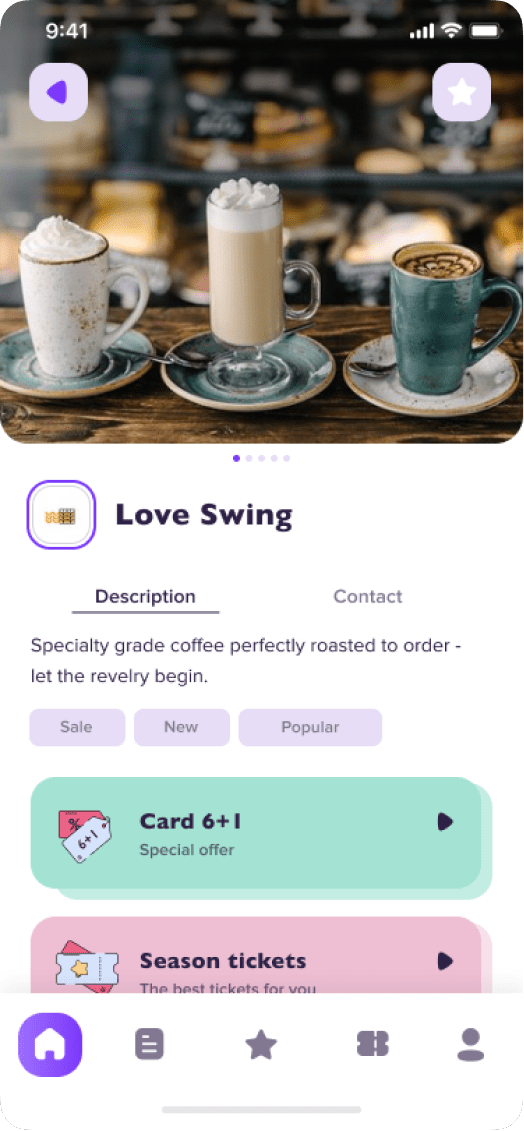 9:41
Love Swing
Description
Contact
Specialty grade coffee perfectly roasted to order -
let the revelry begin.
Sale
New
Popular
%
6+1
Card 6+1
Special offer
Season tickets
The best tickets for you